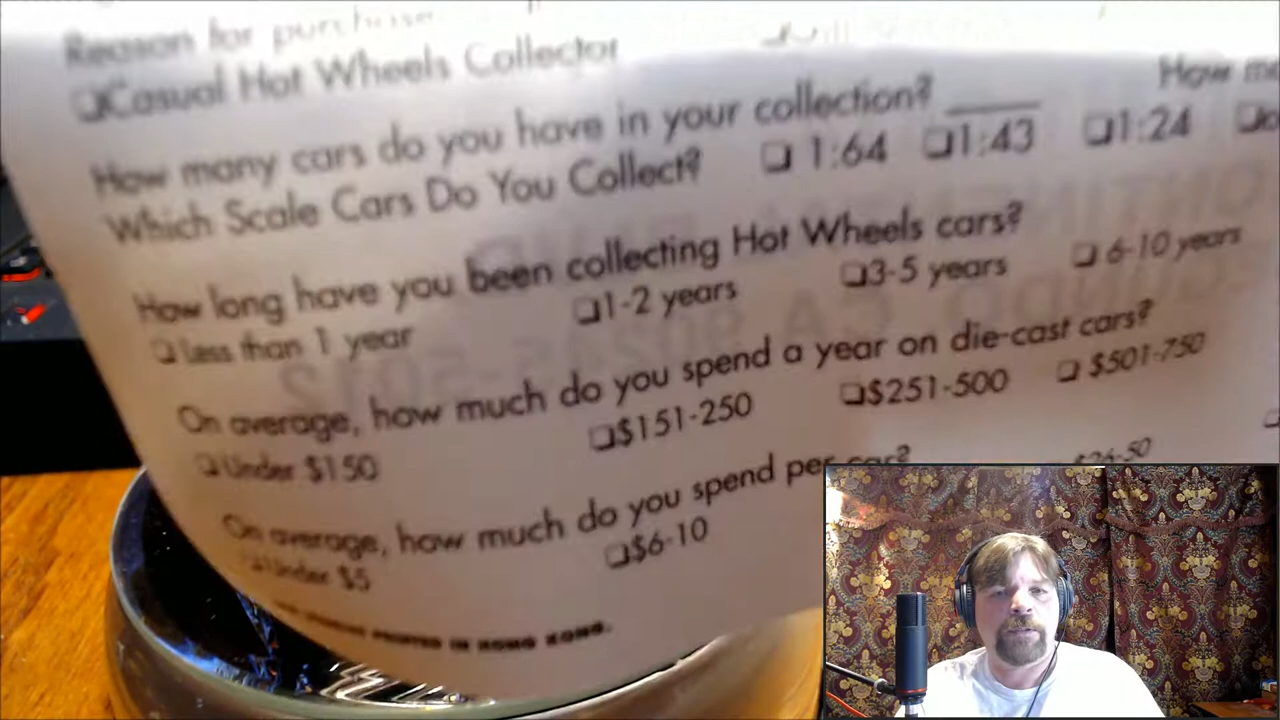 Reason for purchase
❏Casual Hot Wheels Collector
How many cars do you have in your collection? _____ How
Which Scale Cars Do You Collect? ❏ 1:64 ❏1:43 ❏1:24 ❏
How long have you been collecting Hot Wheels cars?
❏ Less than 1 year ❏1-2 years ❏3-5 years ❏ 6-10 years
On average, how much do you spend a year on die-cast cars?
❏ Under $150 ❏$151-250 ❏$251-500 ❏ $501-750
On average, how much do you spend per car?
❏ Under $5 ❏$6-10 $26-50
PRINTED IN HONG KONG.